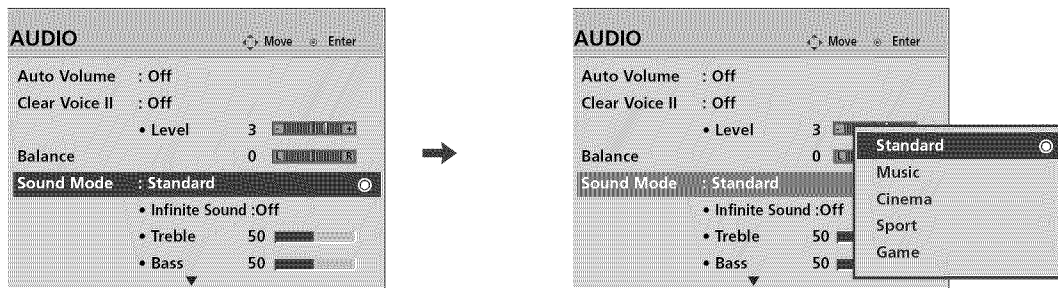 AUDIO
Move Enter
Auto Volume : Off
Clear Voice II : Off
• Level 3 - +
Balance 0 L R
Sound Mode : Standard
• Infinite Sound :Off
• Treble 50
• Bass 50
AUDIO
Move Enter
Auto Volume : Off
Clear Voice II : Off
• Level 3 -
Balance 0 L
Sound Mode : Standard
• Infinite Sound :Off
• Treble 50
• Bass 50
Standard
Music
Cinema
Sport
Game